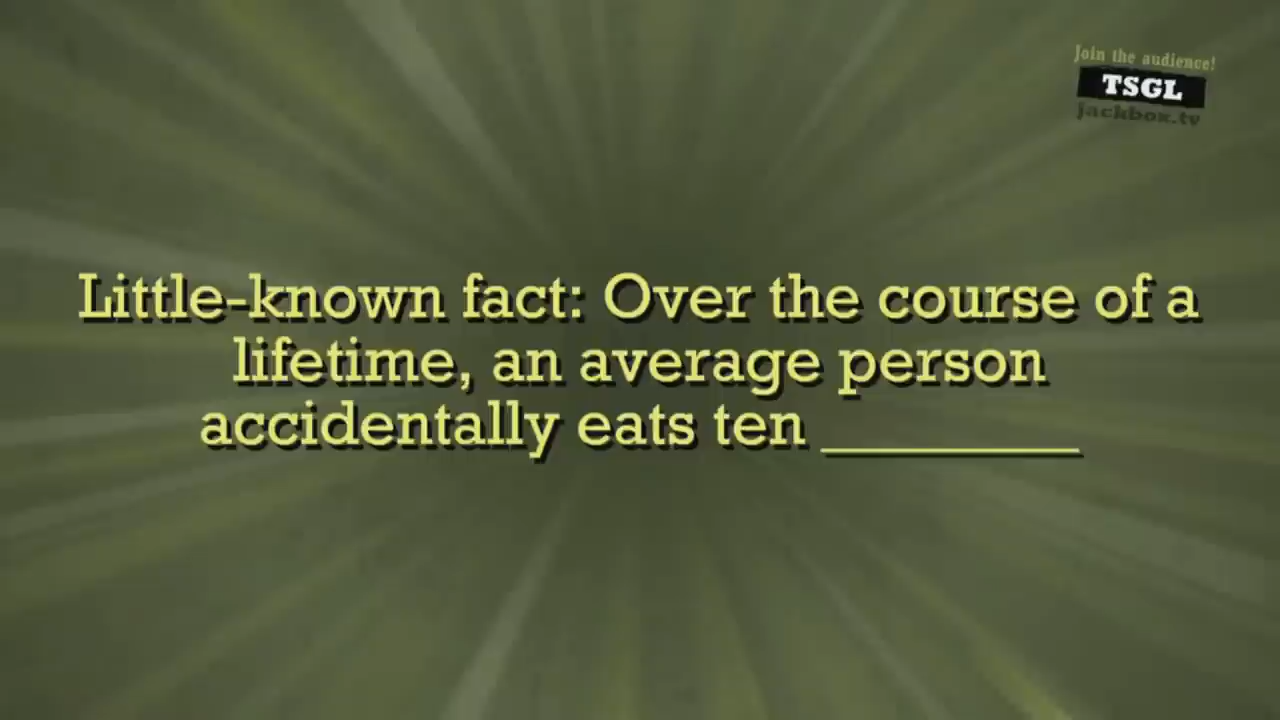 Join the audience!
TSGL
jackbox.tv
Little-known fact: Over the course of a
lifetime, an average person
accidentally eats ten _________